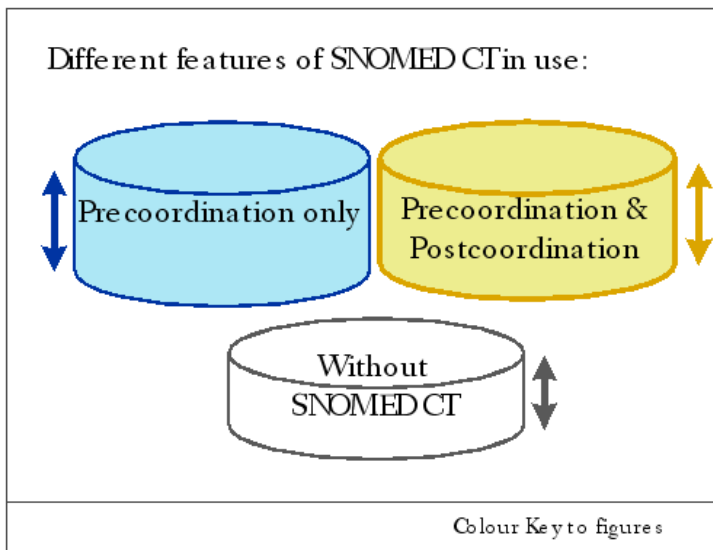 Different features of SNOMED CT in use:
Precoordination only
Precoordination &
Postcoordination
Without
SNOMED CT
Colour Key to figures